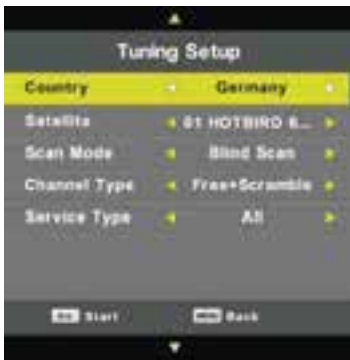 Tuning Setup
Country Germany
Satellite 01 HOTBIRD 6...
Scan Mode Blind Scan
Channel Type Free+Scramble
Service Type All
Start Back